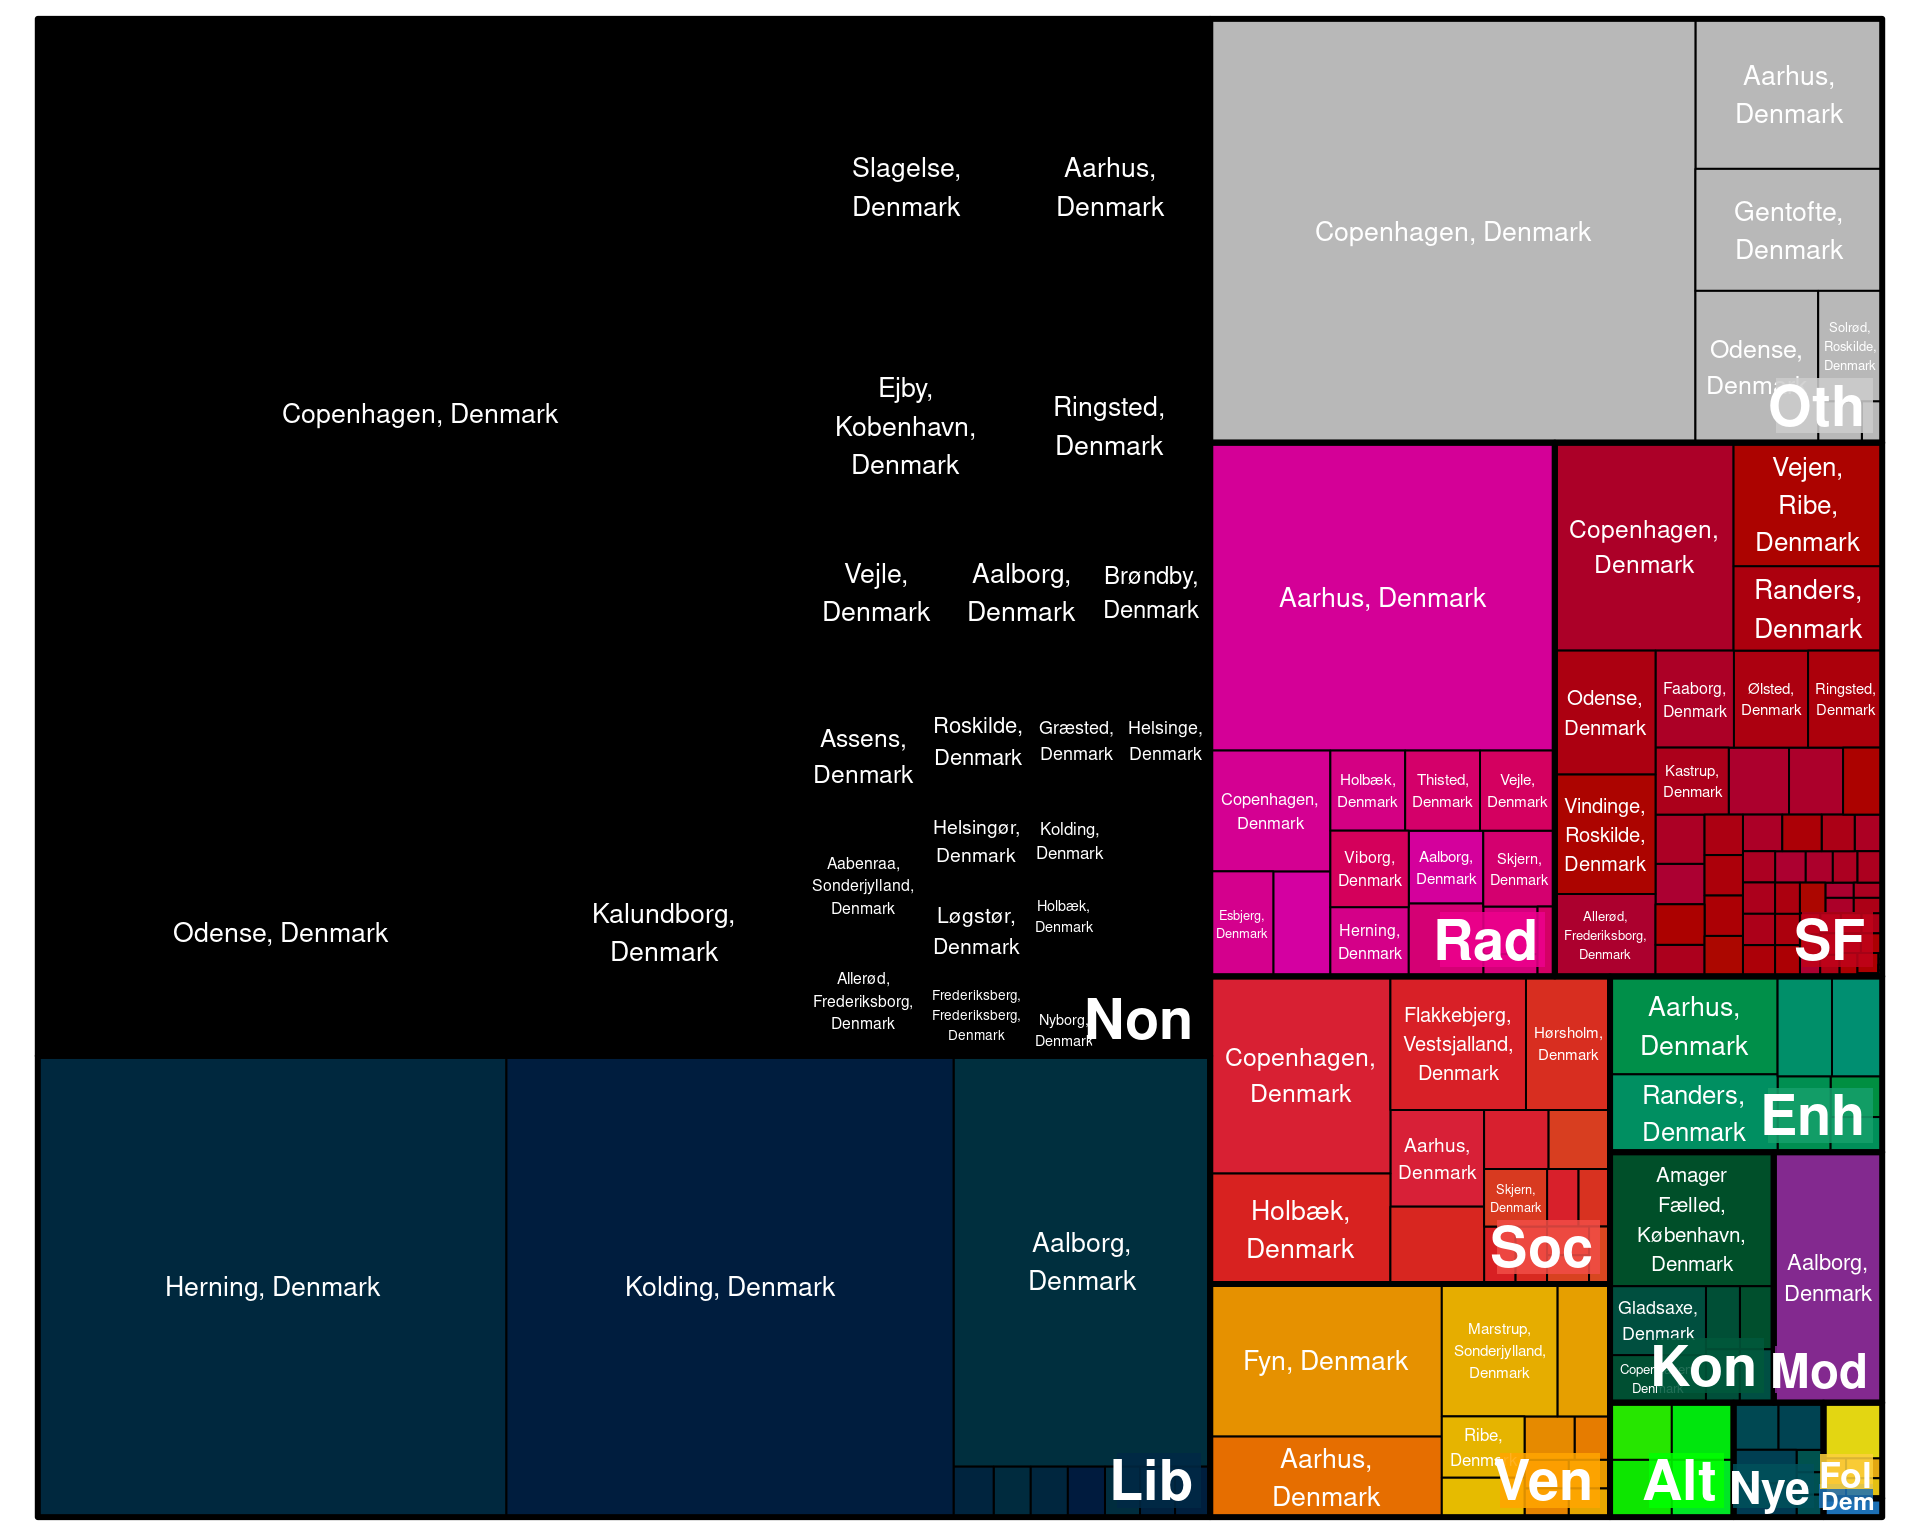 Copenhagen, Denmark
Slagelse,
Denmark
Aarhus,
Denmark
Ejby,
Kobenhavn,
Denmark
Ringsted,
Denmark
Vejle,
Denmark
Aalborg,
Denmark
Brøndby,
Denmark
Odense, Denmark
Kalundborg,
Denmark
Assens,
Denmark
Roskilde,
Denmark
Græsted,
Denmark
Helsinge,
Denmark
Aabenraa,
Sonderjylland,
Denmark
Helsingør,
Denmark
Kolding,
Denmark
Løgstør,
Denmark
Holbæk,
Denmark
Allerød,
Frederiksborg,
Denmark
Frederiksberg,
Frederiksberg,
Denmark
Nyborg,
Denmark
Non
Herning, Denmark
Kolding, Denmark
Aalborg,
Denmark
Lib
Copenhagen, Denmark
Aarhus,
Denmark
Gentofte,
Denmark
Odense,
Denmark
Solrød,
Roskilde,
Denmark
Oth
Aarhus, Denmark
Copenhagen,
Denmark
Holbæk,
Denmark
Thisted,
Denmark
Vejle,
Denmark
Viborg,
Denmark
Aalborg,
Denmark
Skjern,
Denmark
Esbjerg,
Denmark
Herning,
Denmark
Rad
Copenhagen,
Denmark
Vejen,
Ribe,
Denmark
Randers,
Denmark
Odense,
Denmark
Faaborg,
Denmark
Ølsted,
Denmark
Ringsted,
Denmark
Kastrup,
Denmark
Vindinge,
Roskilde,
Denmark
Allerød,
Frederiksborg,
Denmark
SF
Copenhagen,
Denmark
Flakkebjerg,
Vestsjalland,
Denmark
Hørsholm,
Denmark
Aarhus,
Denmark
Holbæk,
Denmark
Skjern,
Denmark
Soc
Fyn, Denmark
Marstrup,
Sonderjylland,
Denmark
Aarhus,
Denmark
Ribe,
Denmark
Ven
Aarhus,
Denmark
Randers,
Denmark
Enh
Amager
Fælled,
København,
Denmark
Gladsaxe,
Denmark
Denmark
Kon
Aalborg,
Denmark
Mod
Alt
Nye
Fol
Dem